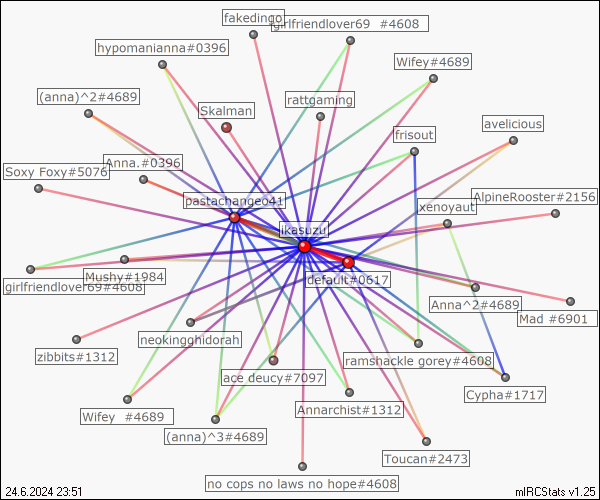 fakedingo
girlfriendlover69 #4608
hypomanianna#0396
Wifey#4689
(anna)^2#4689
Skalman
rattgaming
frisout
avelicious
Soxy Foxy#5076
Anna.#0396
pastachangeo41
xenoyaut
AlpineRooster#2156
ikasuzu
girlfriendlover69#4608
Mushy#1984
default#0617
Anna^2#4689
Mad #6901
zibbits#1312
neokingghidorah
ramshackle gorey#4608
ace deucy#7097
Cypha#1717
Wifey #4689
Annarchist#1312
(anna)^3#4689
Toucan#2473
no cops no laws no hope#4608
24.6.2024 23:51
mIRCStats v1.25